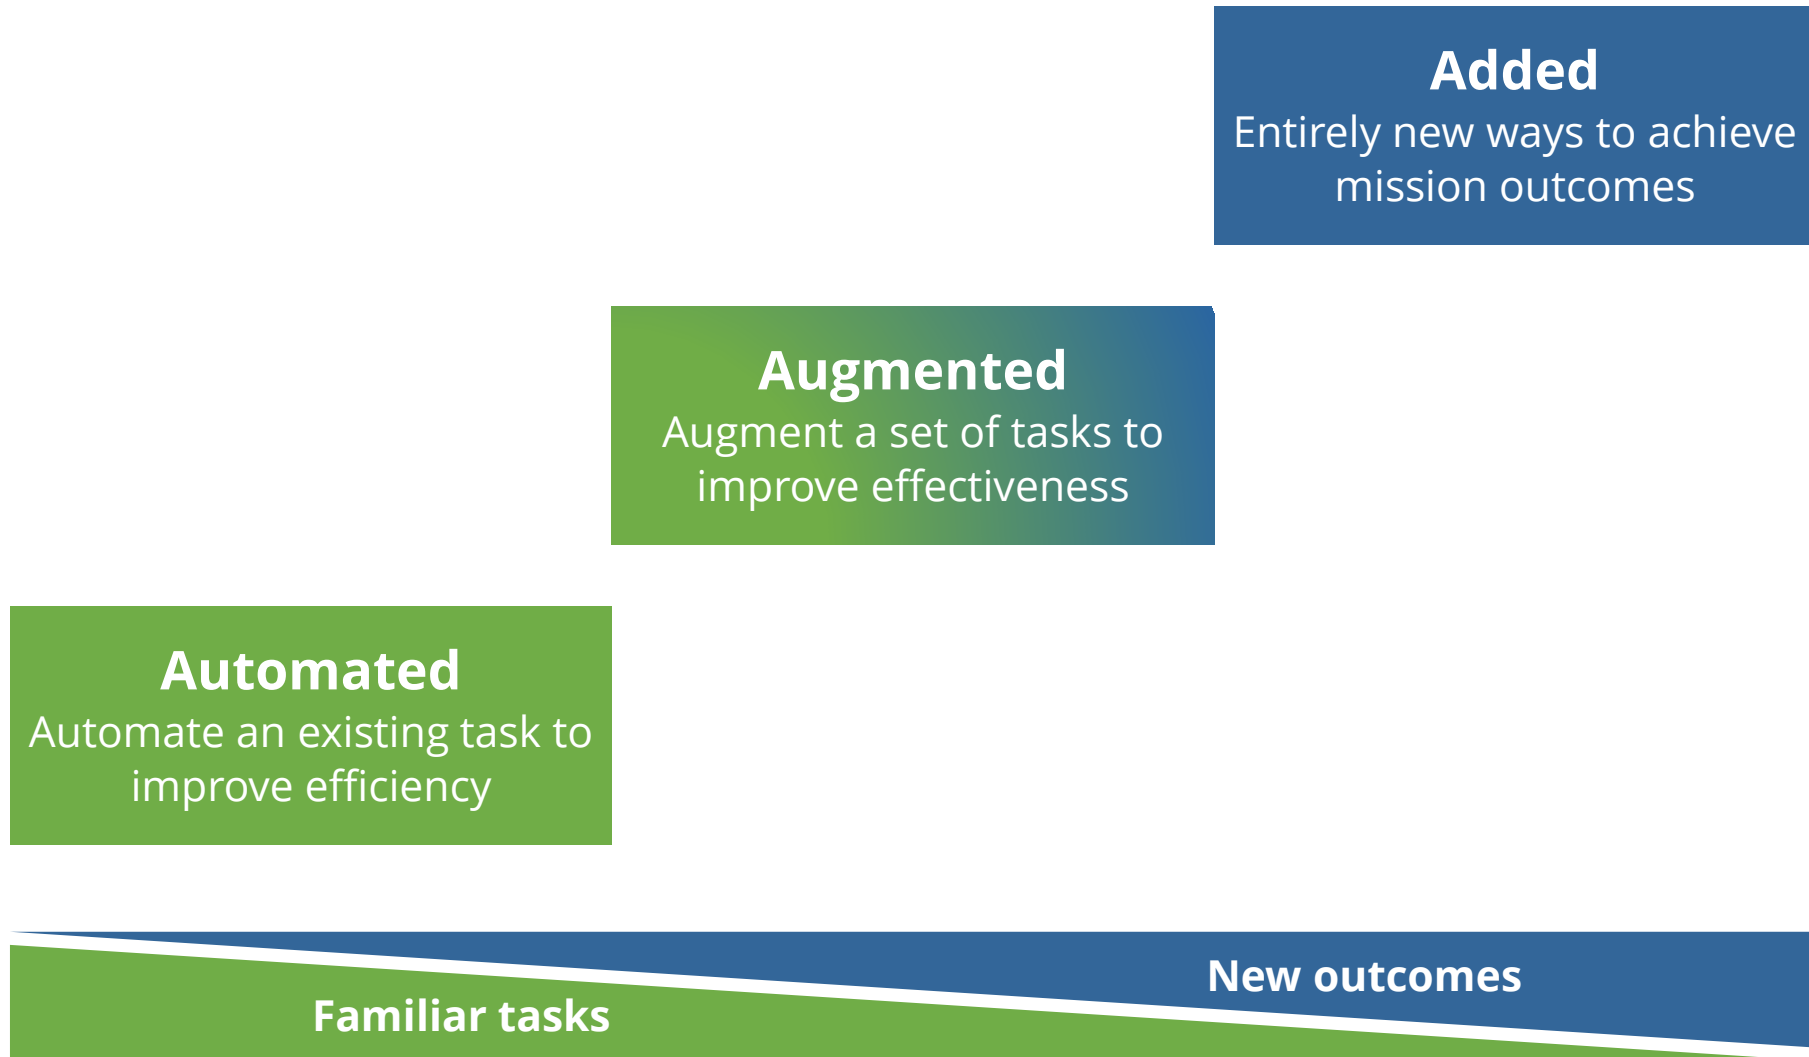 Added
Entirely new ways to achieve
mission outcomes
Augmented
Augment a set of tasks to
improve effectiveness
Automated
Automate an existing task to
improve efficiency
New outcomes
Familiar tasks